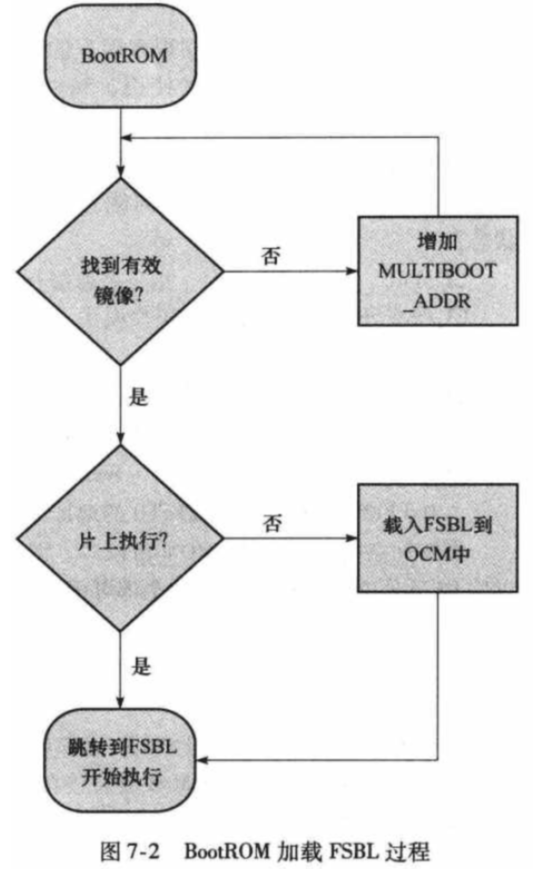 BootROM
找到有效
镜像?
否
增加
MULTIBOOT
_ADDR
是
片上执行?
否
载入FSBL到
OCM中
是
跳转到FSBL
开始执行
图 7-2 BootROM 加载 FSBL 过程